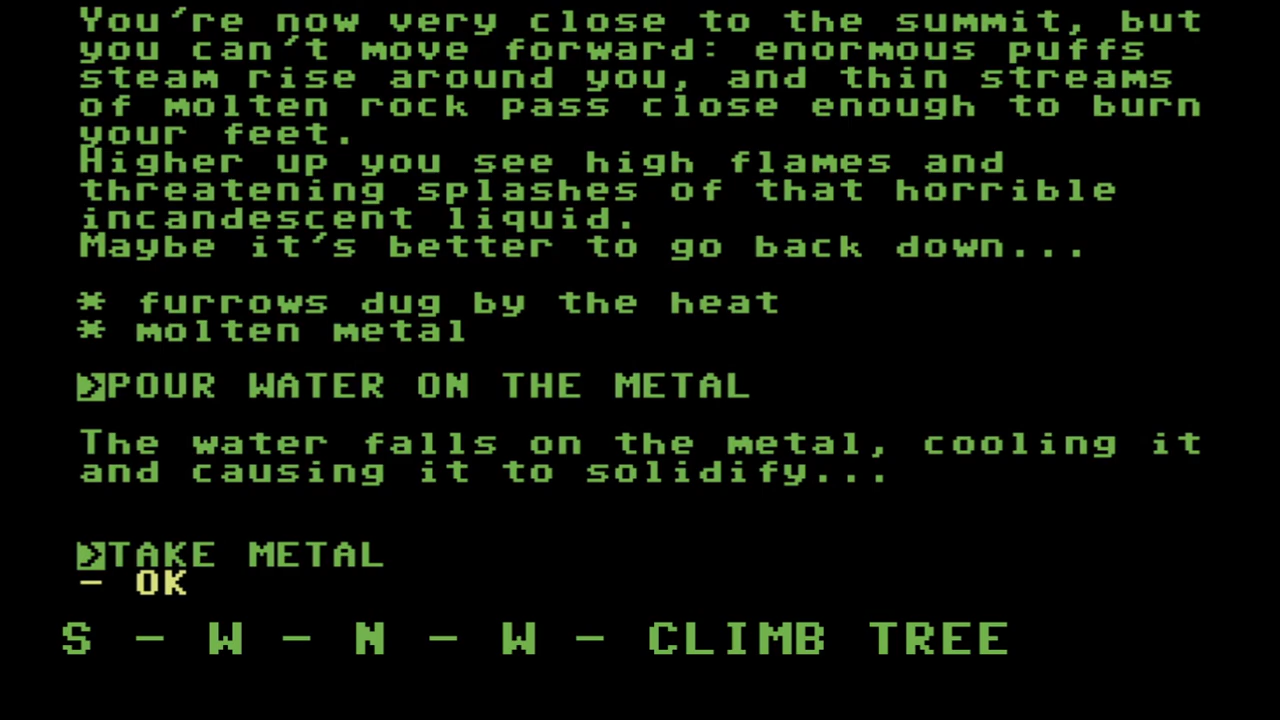 You're now very close to the summit, but
you can't move forward: enormous puffs
steam rise around you, and thin streams
of molten rock pass close enough to burn
your feet.
Higher up you see high flames and
threatening splashes of that horrible
incandescent liquid.
Maybe it's better to go back down...
* furrows dug by the heat
* molten metal
>POUR WATER ON THE METAL
The water falls on the metal, cooling it
and causing it to solidify...
>TAKE METAL
- OK
S - W - N - W - CLIMB TREE